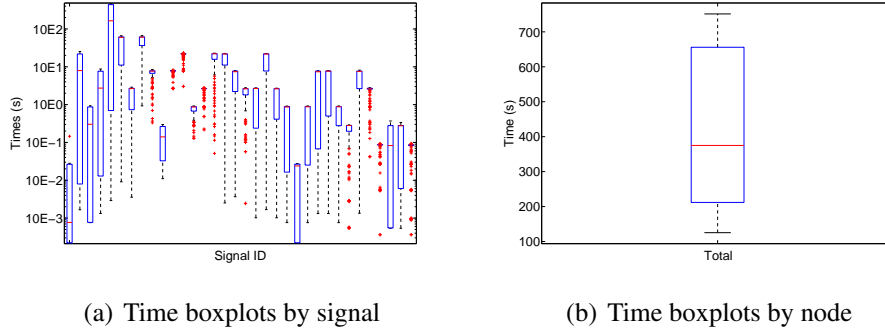 10E2
10E1
10E0
10E−1
10E−2
10E−3
Times (s)
Signal ID
700
600
500
400
300
200
100
Time (s)
Total
(a) Time boxplots by signal
(b) Time boxplots by node